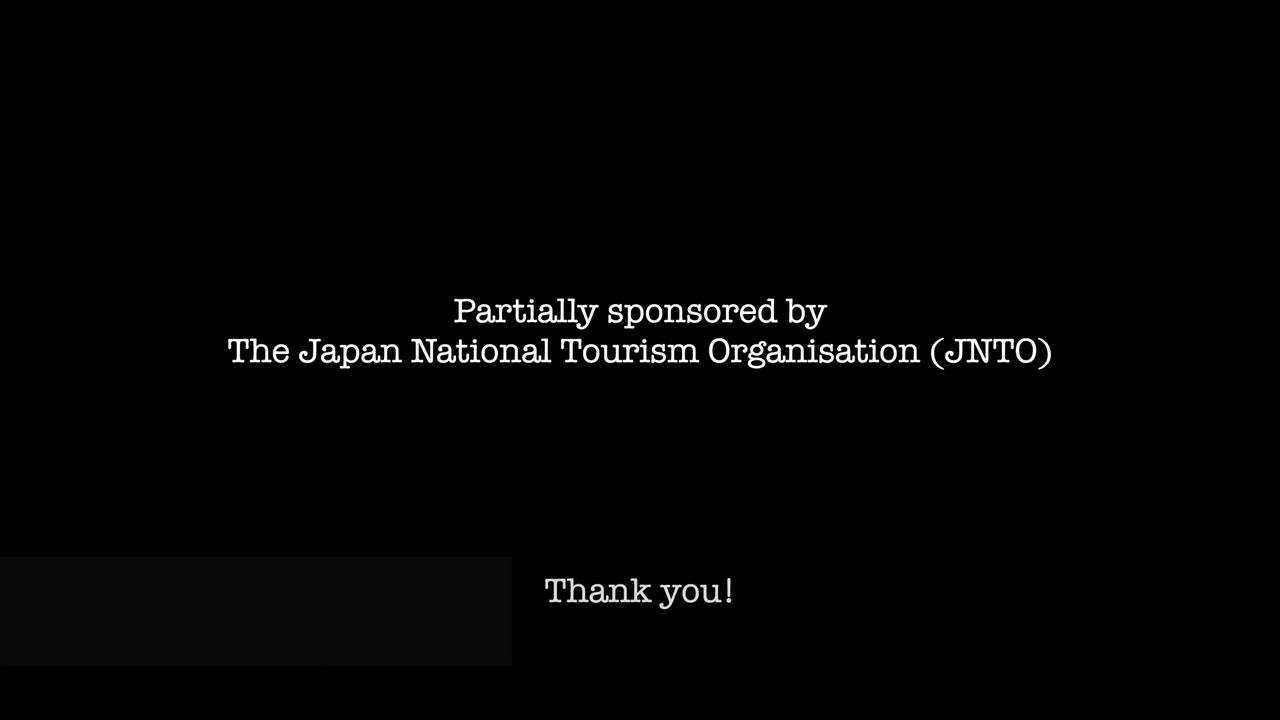 Partially sponsored by
The Japan National Tourism Organisation (JNTO)
Thank you!